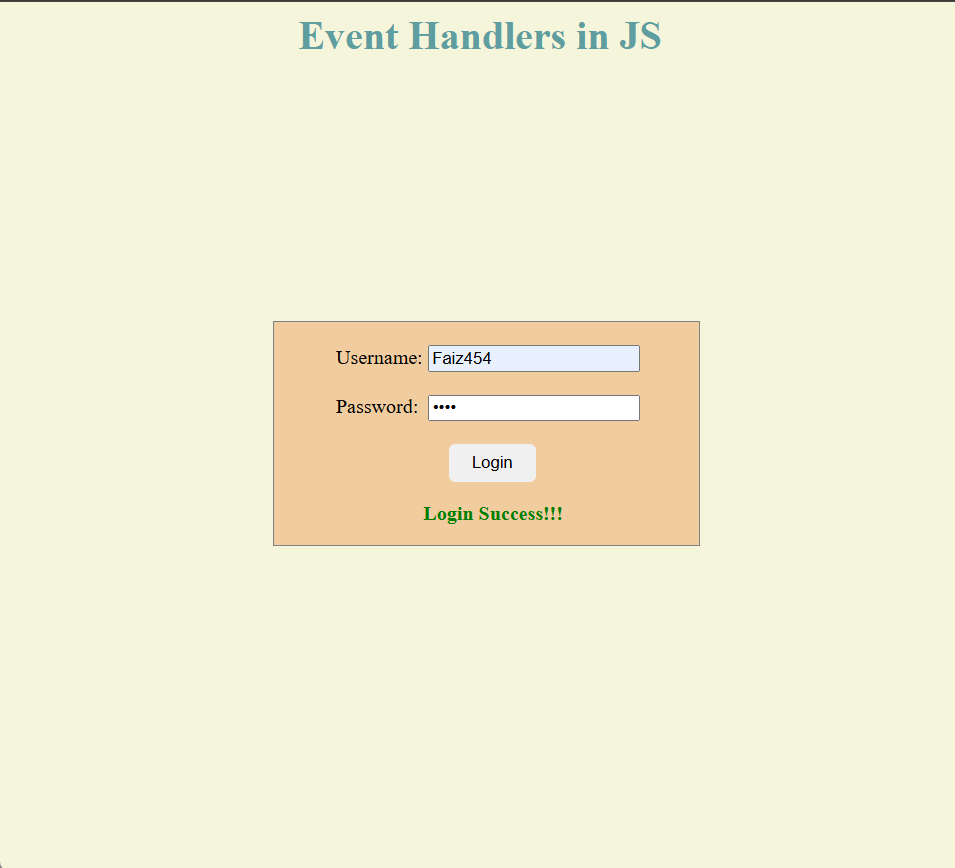 Event Handlers in JS
Username: Faiz454
Password: ••••
Login
Login Success!!!